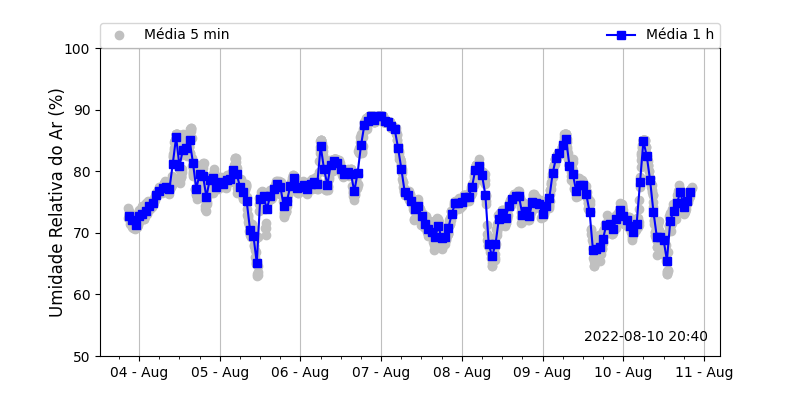 Média 5 min
Média 1 h
Umidade Relativa do Ar (%)
100
90
80
70
60
50
2022-08-10 20:40
04 - Aug
05 - Aug
06 - Aug
07 - Aug
08 - Aug
09 - Aug
10 - Aug
11 - Aug